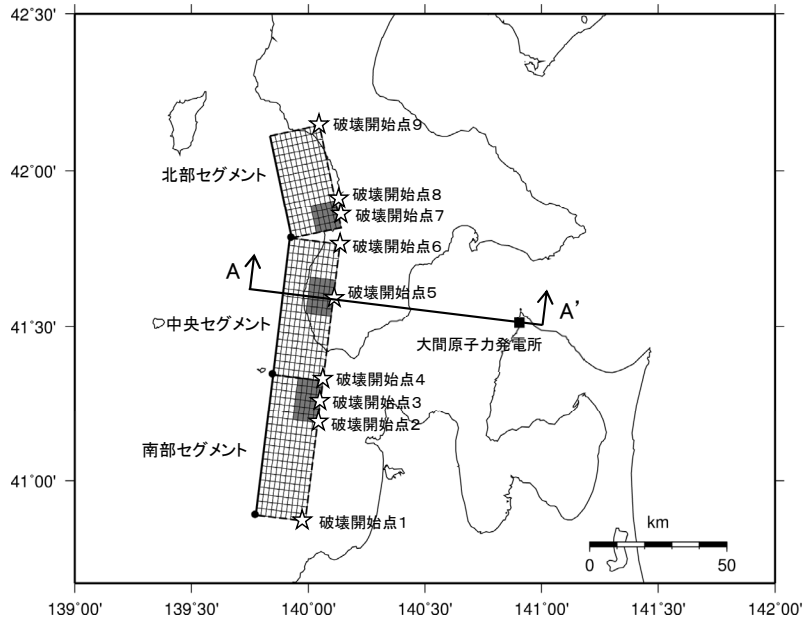 42°30'
破壊開始点9
42°00'
北部セグメント
破壊開始点8
破壊開始点7
破壊開始点6
A
破壊開始点5
A'
中央セグメント
41°30'
大間原子力発電所
破壊開始点4
破壊開始点3
破壊開始点2
南部セグメント
41°00'
破壊開始点1
km
0 50
139°00' 139°30' 140°00' 140°30' 141°00' 141°30' 142°00'